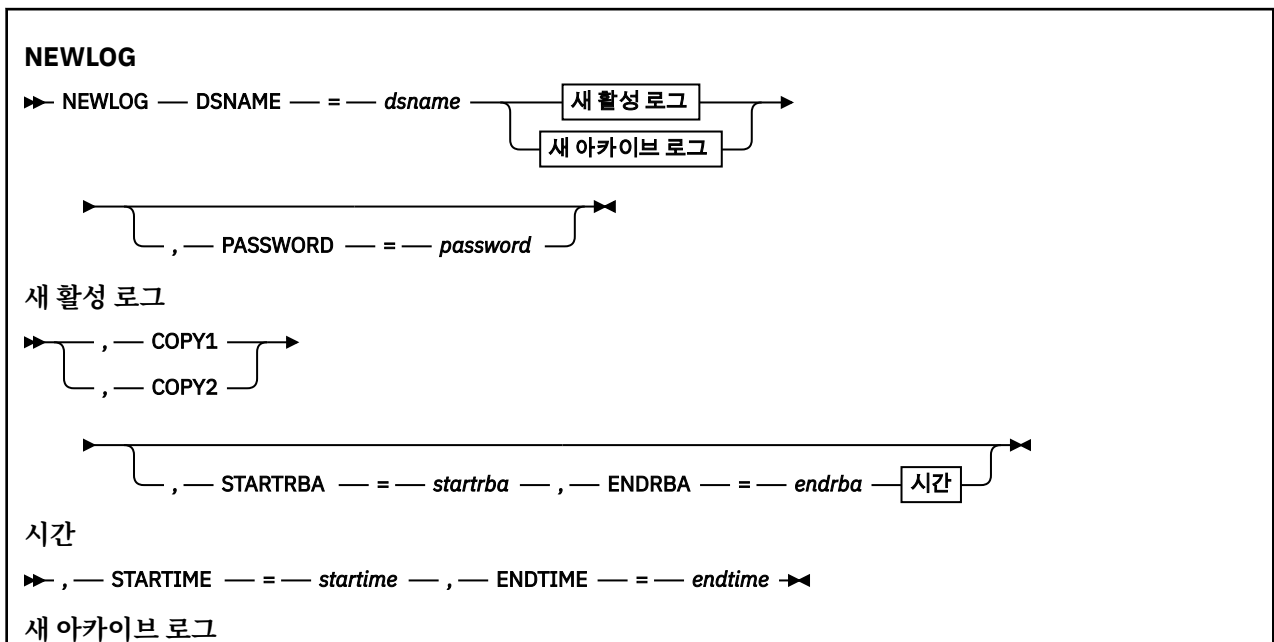 NEWLOG
NEWLOG DSNAME = dsname 새 활성 로그
새 아카이브 로그
, PASSWORD = password
새 활성 로그
, COPY1
, COPY2
, STARTRBA = startrba , ENDRBA = endrba 시간
시간
, STARTIME = startime , ENDTIME = endtime
새 아카이브 로그